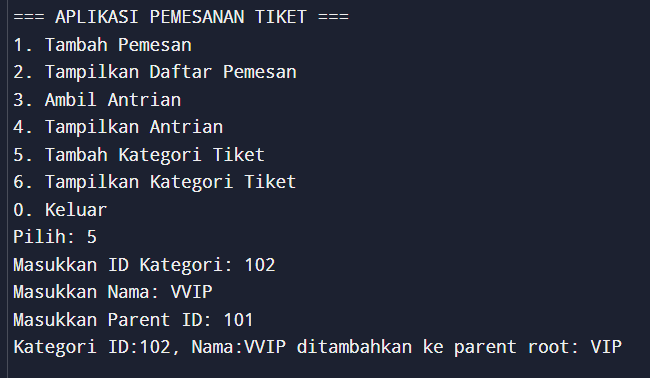 === APLIKASI PEMESANAN TIKET ===
1. Tambah Pemesan
2. Tampilkan Daftar Pemesan
3. Ambil Antrian
4. Tampilkan Antrian
5. Tambah Kategori Tiket
6. Tampilkan Kategori Tiket
0. Keluar
Pilih: 5
Masukkan ID Kategori: 102
Masukkan Nama: VVIP
Masukkan Parent ID: 101
Kategori ID:102, Nama:VVIP ditambahkan ke parent root: VIP